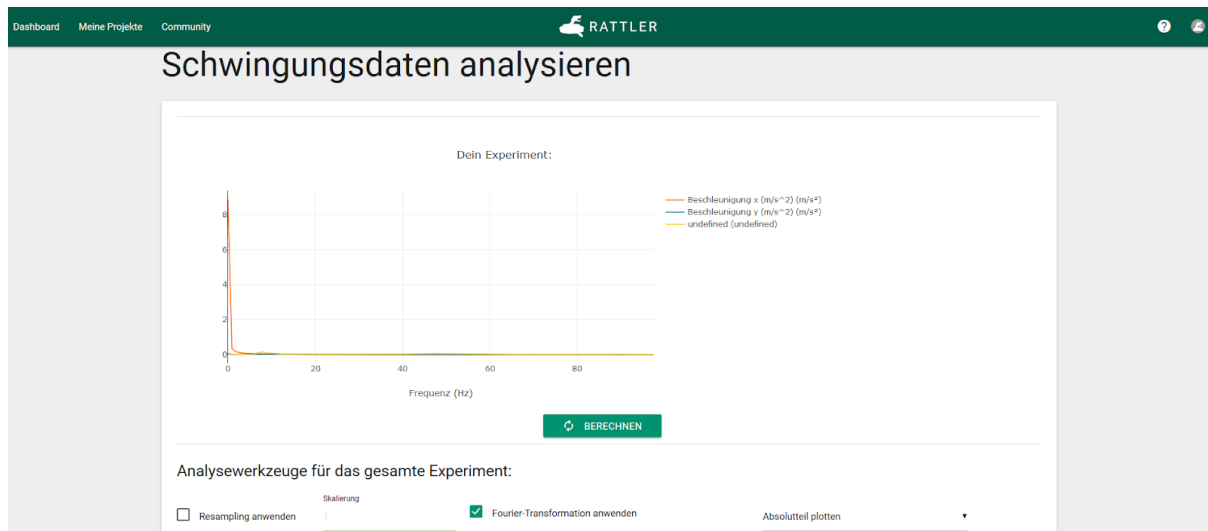 Dashboard Meine Projekte Community RATTLER ?
Schwingungsdaten analysieren
Dein Experiment:
Beschleunigung x (m/s^2) (m/s²)
Beschleunigung y (m/s^2) (m/s²)
undefined (undefined)
8
6
4
2
0
0 20 40 60 80
Frequenz (Hz)
BERECHNEN
Analysewerkzeuge für das gesamte Experiment:
Skalierung
Resampling anwenden 1 Fourier-Transformation anwenden Absolutteil plotten